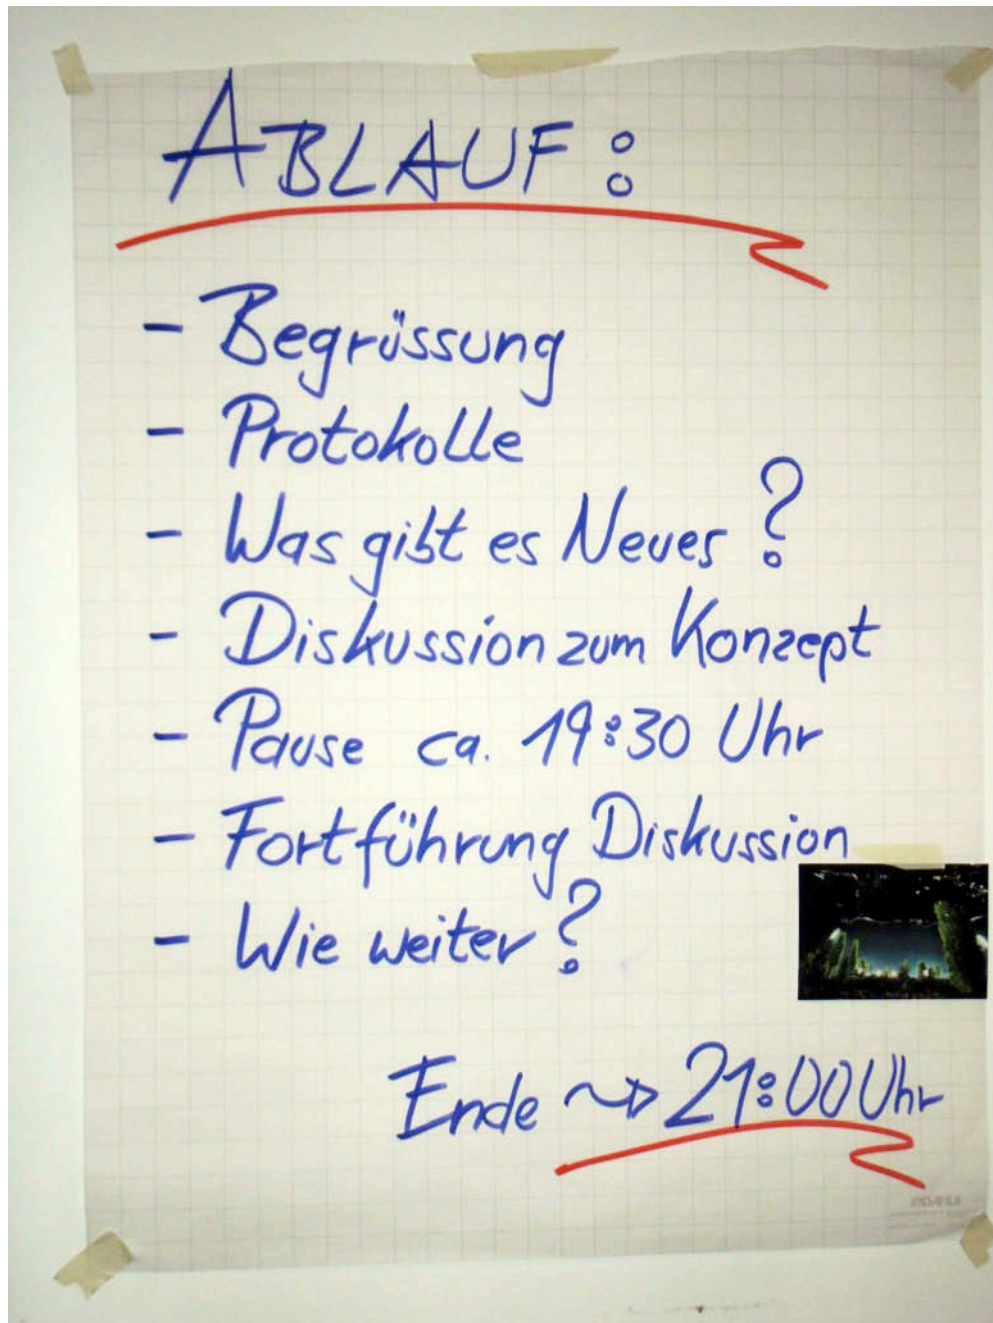 ABLAUF:
- Begrüssung
- Protokolle
- Was gibt es Neues?
- Diskussion zum Konzept
- Pause ca. 19:30 Uhr
- Fortführung Diskussion
- Wie weiter?
Ende ⤳ 21:00 Uhr